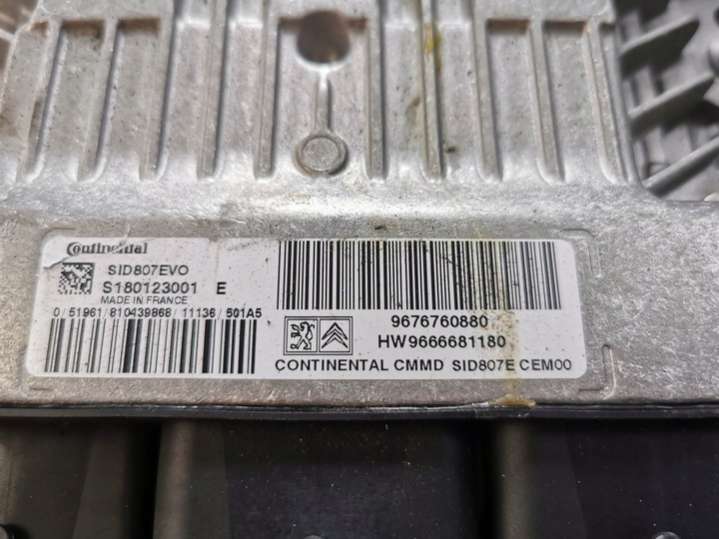 Continental
SID807EVO
S180123001 E
MADE IN FRANCE
0/51961/810439868/11136/501A5
9676760880
HW9666681180
CONTINENTAL CMMD SID807E CEM00